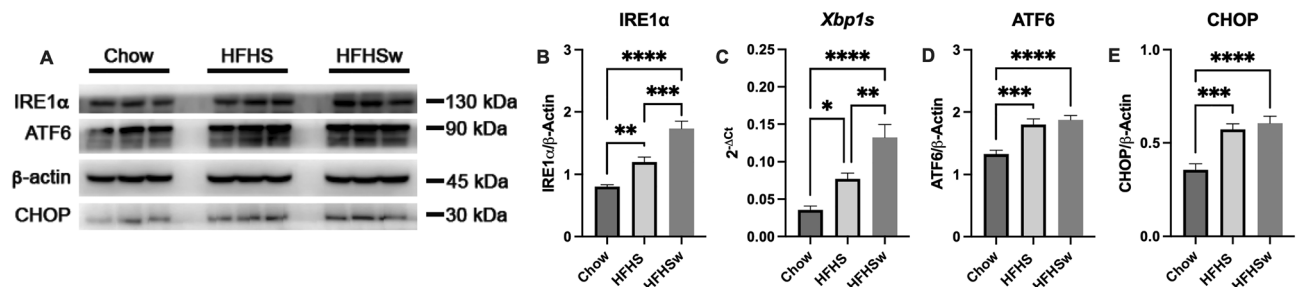 A
Chow HFHS HFHSw
IRE1α 130 kDa
ATF6 90 kDa
β-actin 45 kDa
CHOP 30 kDa
B
IRE1α
IRE1α/β-Actin
3
2
1
0
****
***
**
Chow HFHS HFHSw
C
Xbp1s
2-ΔCt
0.25
0.20
0.15
0.10
0.05
0.00
****
**
*
Chow HFHS HFHSw
D
ATF6
ATF6/β-Actin
3
2
1
0
****
***
Chow HFHS HFHSw
E
CHOP
CHOP/β-Actin
1.0
0.5
0.0
****
***
Chow HFHS HFHSw